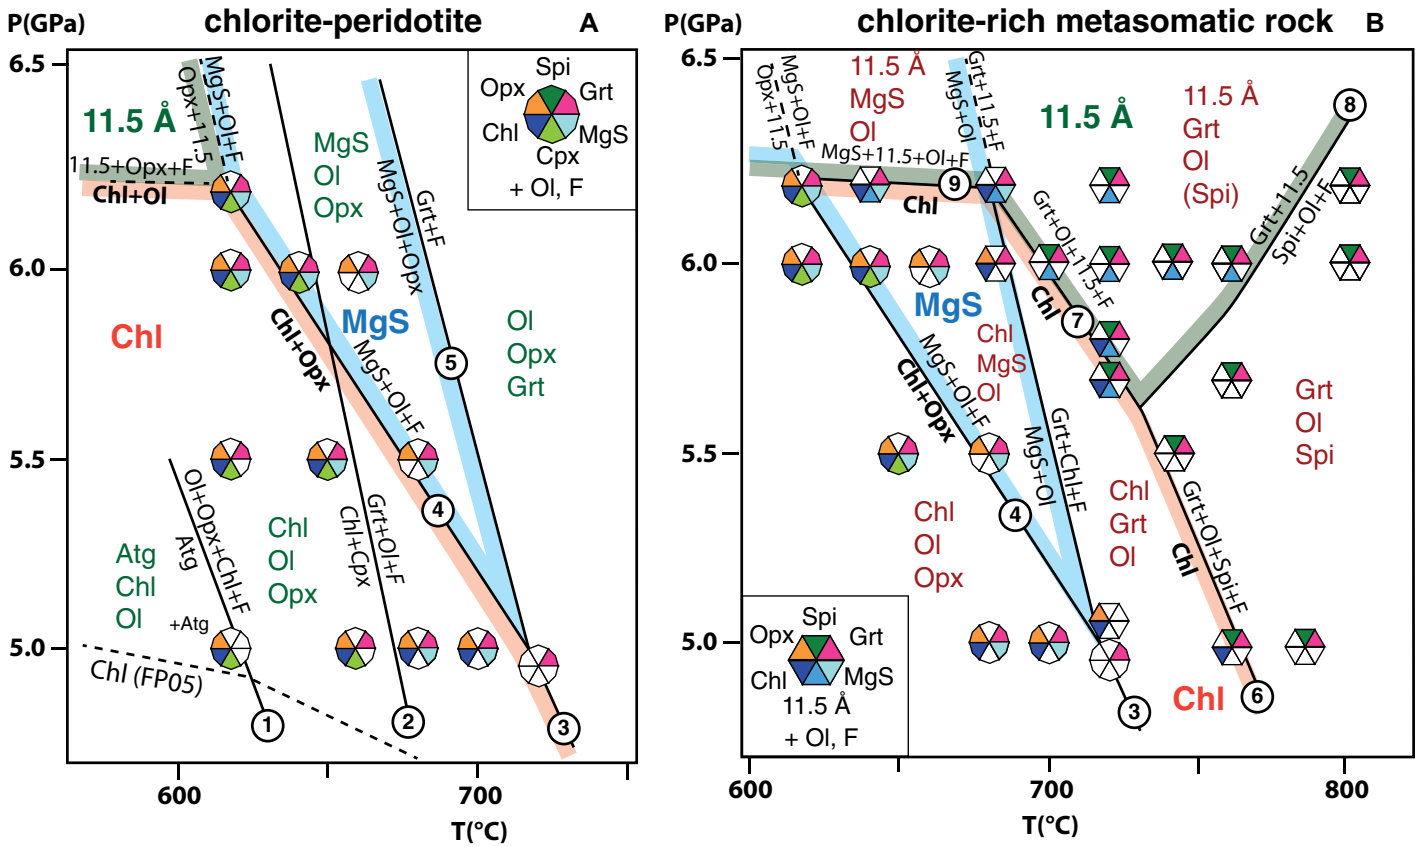 P(GPa)
chlorite-peridotite
A
6.5
6.0
5.5
5.0
600
700
T(°C)
Spi
Opx
Grt
Chl
MgS
Cpx
+ Ol, F
11.5 Å
Opx+11.5
MgS+Ol+F
11.5+Opx+F
Chl+Ol
MgS
Ol
Opx
Grt+F
MgS+Ol+Opx
Chl
MgS
Chl+Opx
MgS+Ol+F
5
Ol
Opx
Grt
4
Ol+Opx+Chl+F
Atg
Grt+Ol+F
Chl+Cpx
Chl
Ol
Opx
Atg
Chl
Ol
+Atg
Chl (FP05)
1
2
3
P(GPa)
chlorite-rich metasomatic rock
B
6.5
6.0
5.5
5.0
600
700
800
T(°C)
MgS+Ol+F
Opx+11.5
11.5 Å
MgS
Ol
Grt+11.5+F
MgS+Ol
11.5 Å
11.5 Å
Grt
Ol
(Spi)
8
MgS+11.5+Ol+F
9
Chl
Grt+Ol+11.5+F
Chl
7
Grt+11.5
Spi+Ol+F
MgS
Chl
MgS
Ol
MgS+Ol+F
Chl+Opx
Grt+Chl+F
MgS+Ol
Grt
Ol
Spi
4
Chl
Ol
Opx
Chl
Grt
Ol
Grt+Ol+Spi+F
Chl
Spi
Opx
Grt
Chl
MgS
11.5 Å
+ Ol, F
Chl
3
6